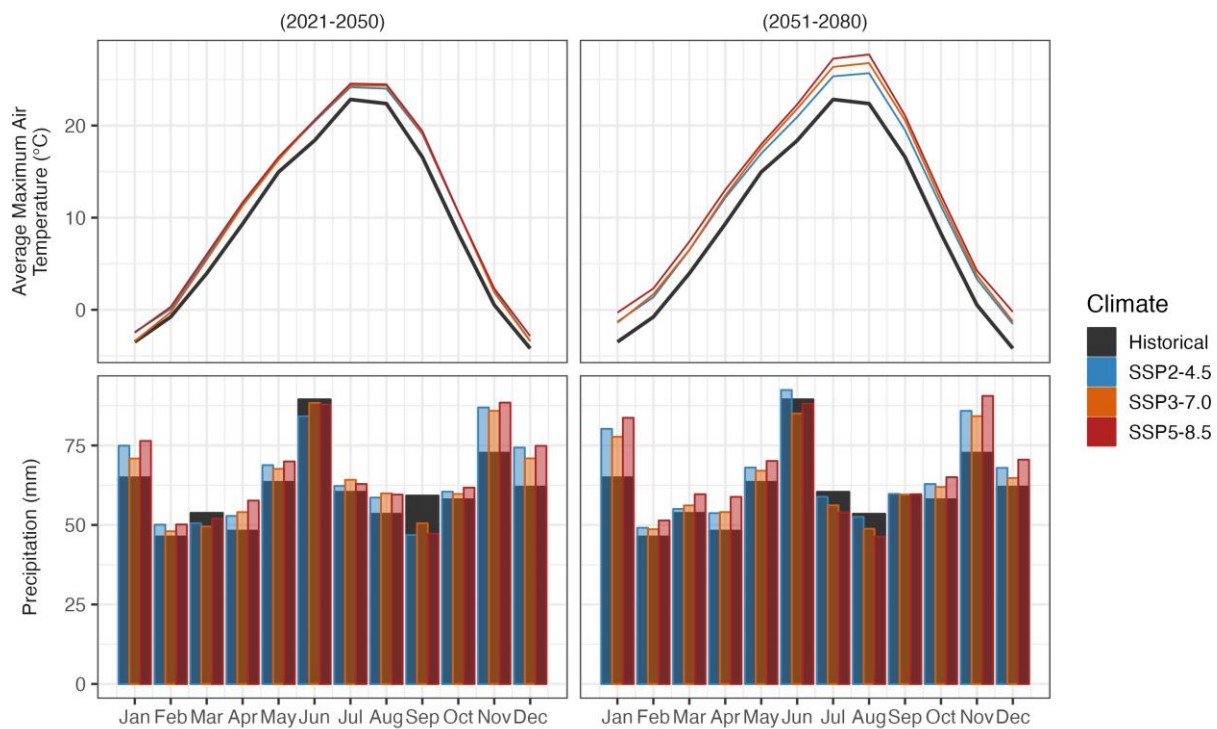 (2021-2050) (2051-2080)
Average Maximum Air
Temperature (°C)
20
10
0
Precipitation (mm)
75
50
25
0
Jan Feb Mar Apr May Jun Jul Aug Sep Oct Nov Dec Jan Feb Mar Apr May Jun Jul Aug Sep Oct Nov Dec
Climate
Historical
SSP2-4.5
SSP3-7.0
SSP5-8.5